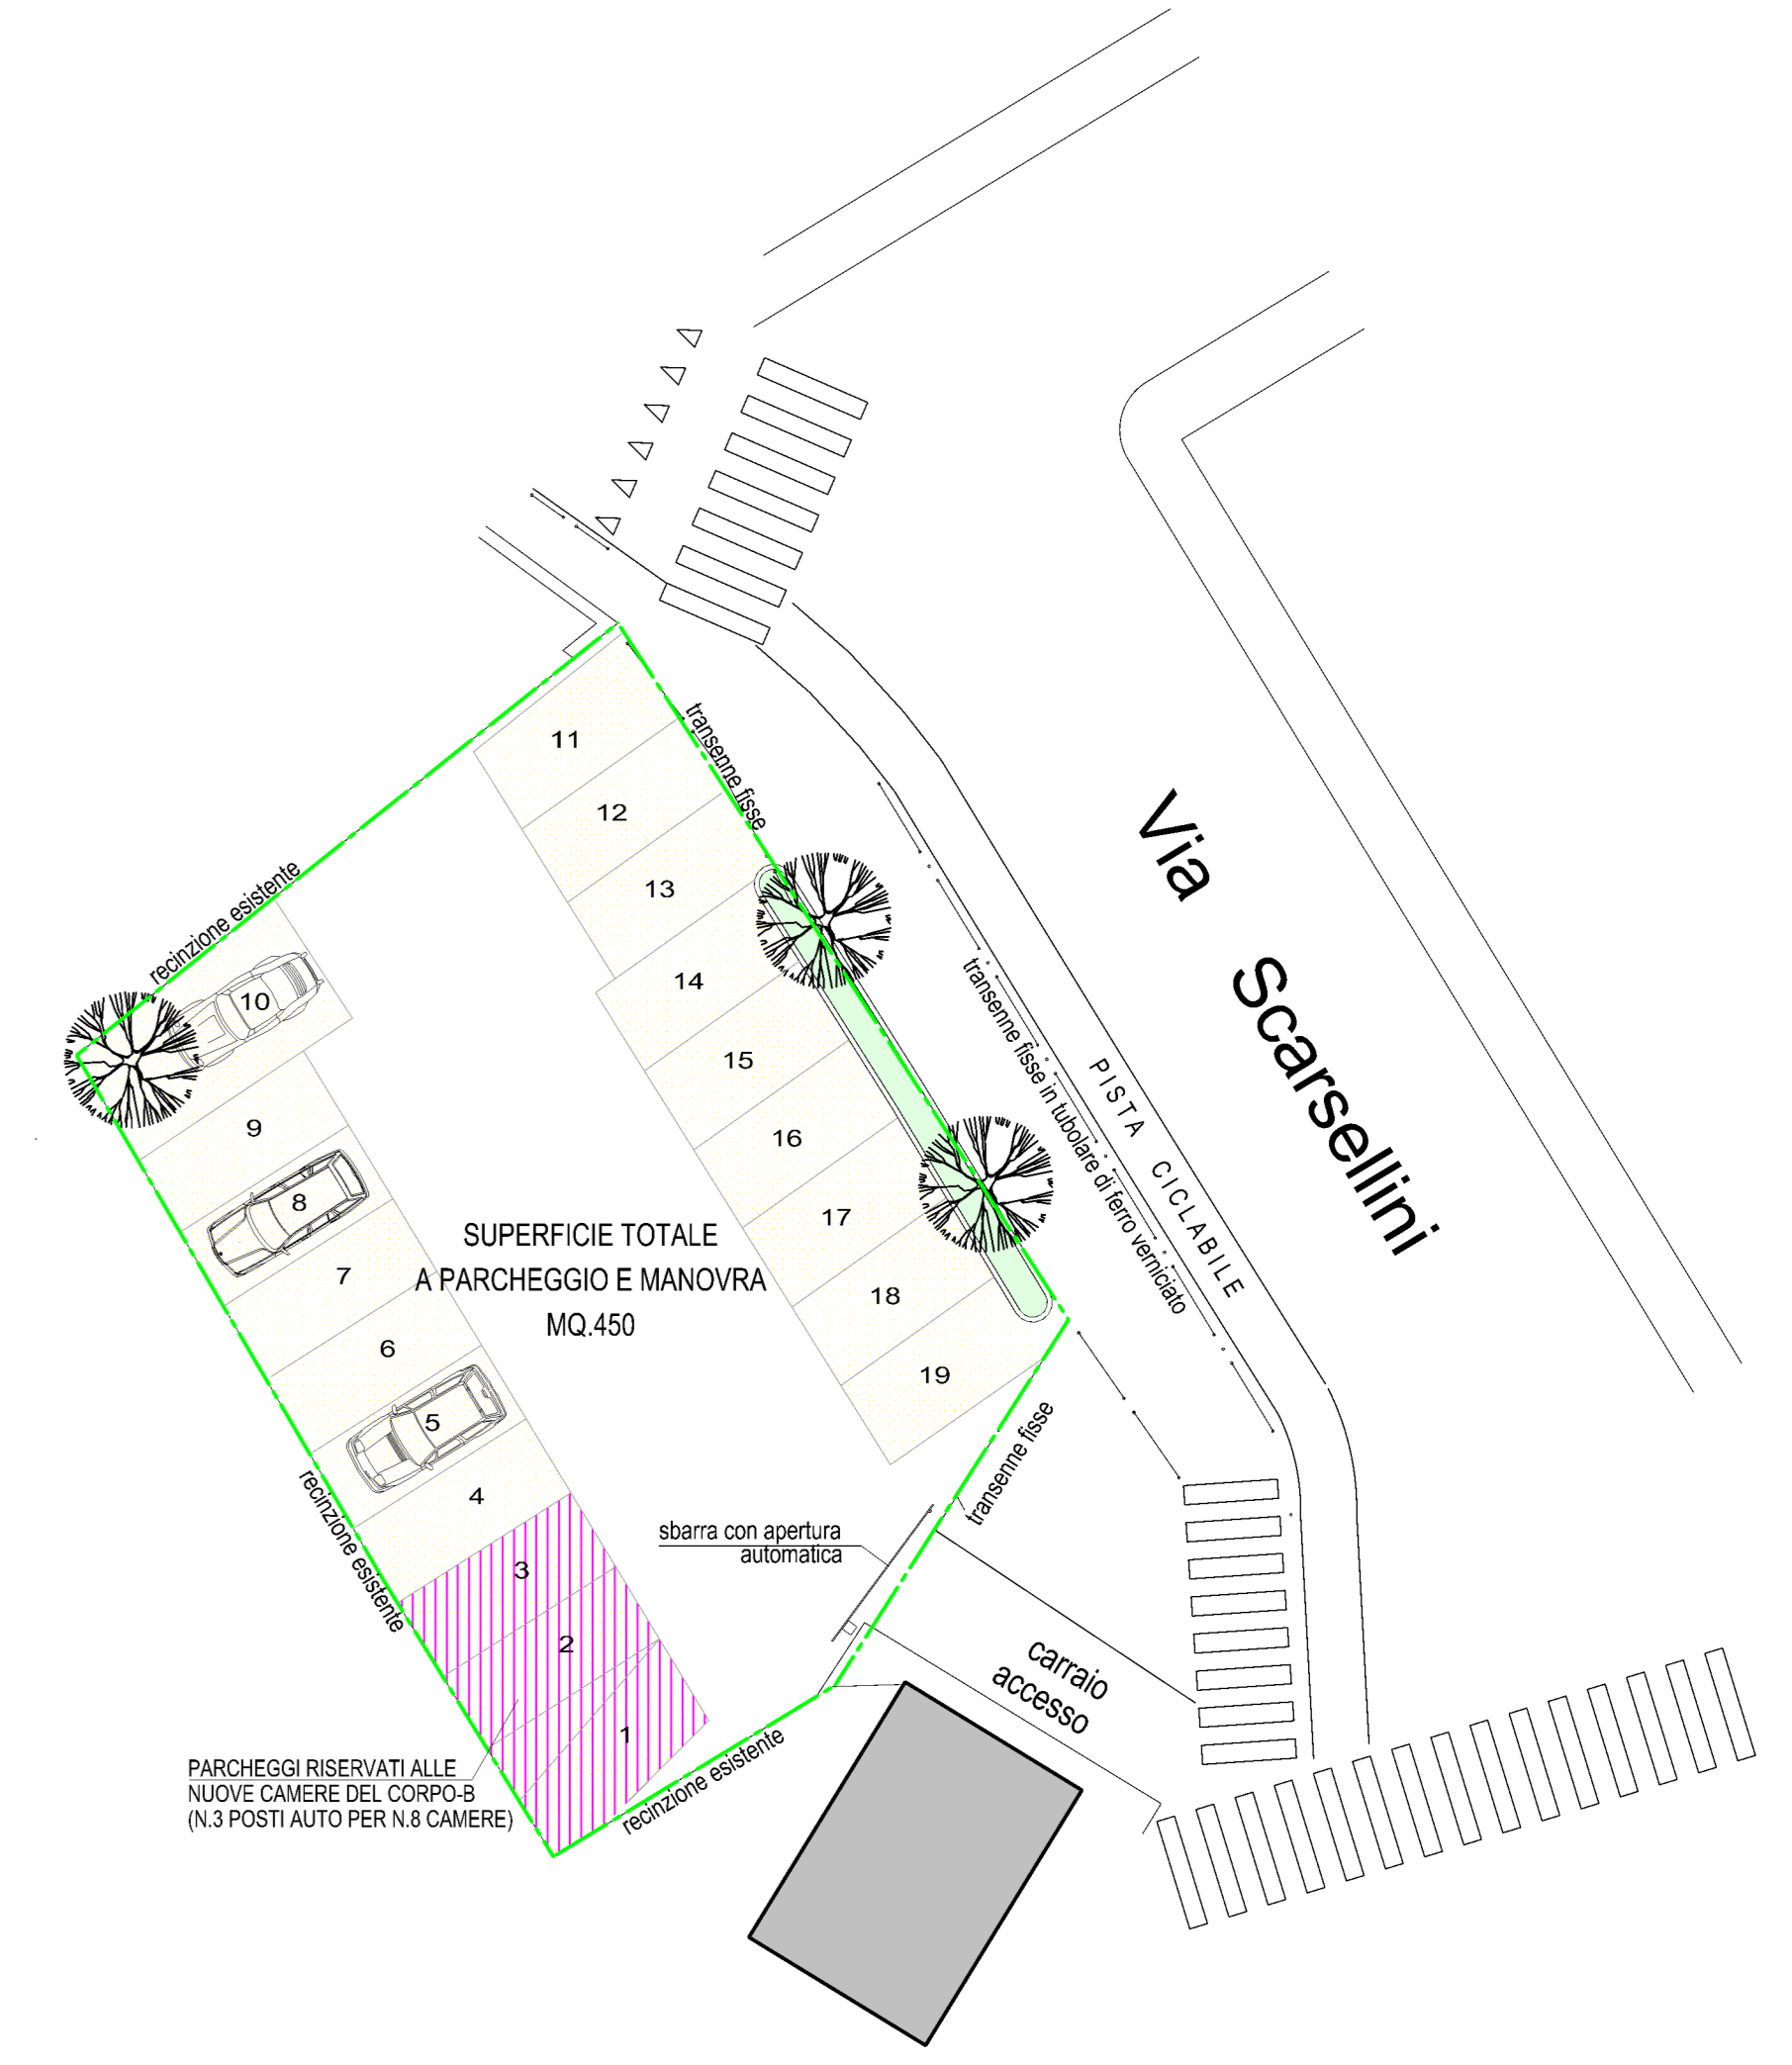 11
transenne fisse
12
Via Scarsellini
13
recinzione esistente
14
10
transenne fisse in tubolare di ferro verniciato
15
PISTA CICLABILE
9
16
8
17
SUPERFICIE TOTALE
A PARCHEGGIO E MANOVRA
MQ.450
7
18
6
19
5
transenne fisse
4
recinzione esistente
sbarra con apertura
automatica
3
2
carraio
accesso
1
recinzione esistente
PARCHEGGI RISERVATI ALLE
NUOVE CAMERE DEL CORPO-B
(N.3 POSTI AUTO PER N.8 CAMERE)